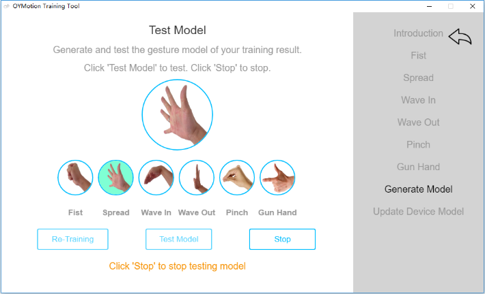 OYMotion Training Tool
Test Model
Generate and test the gesture model of your training result.
Click 'Test Model' to test. Click 'Stop' to stop.
Fist Spread Wave In Wave Out Pinch Gun Hand
Re-Training Test Model Stop
Click 'Stop' to stop testing model
Introduction
Fist
Spread
Wave In
Wave Out
Pinch
Gun Hand
Generate Model
Update Device Model